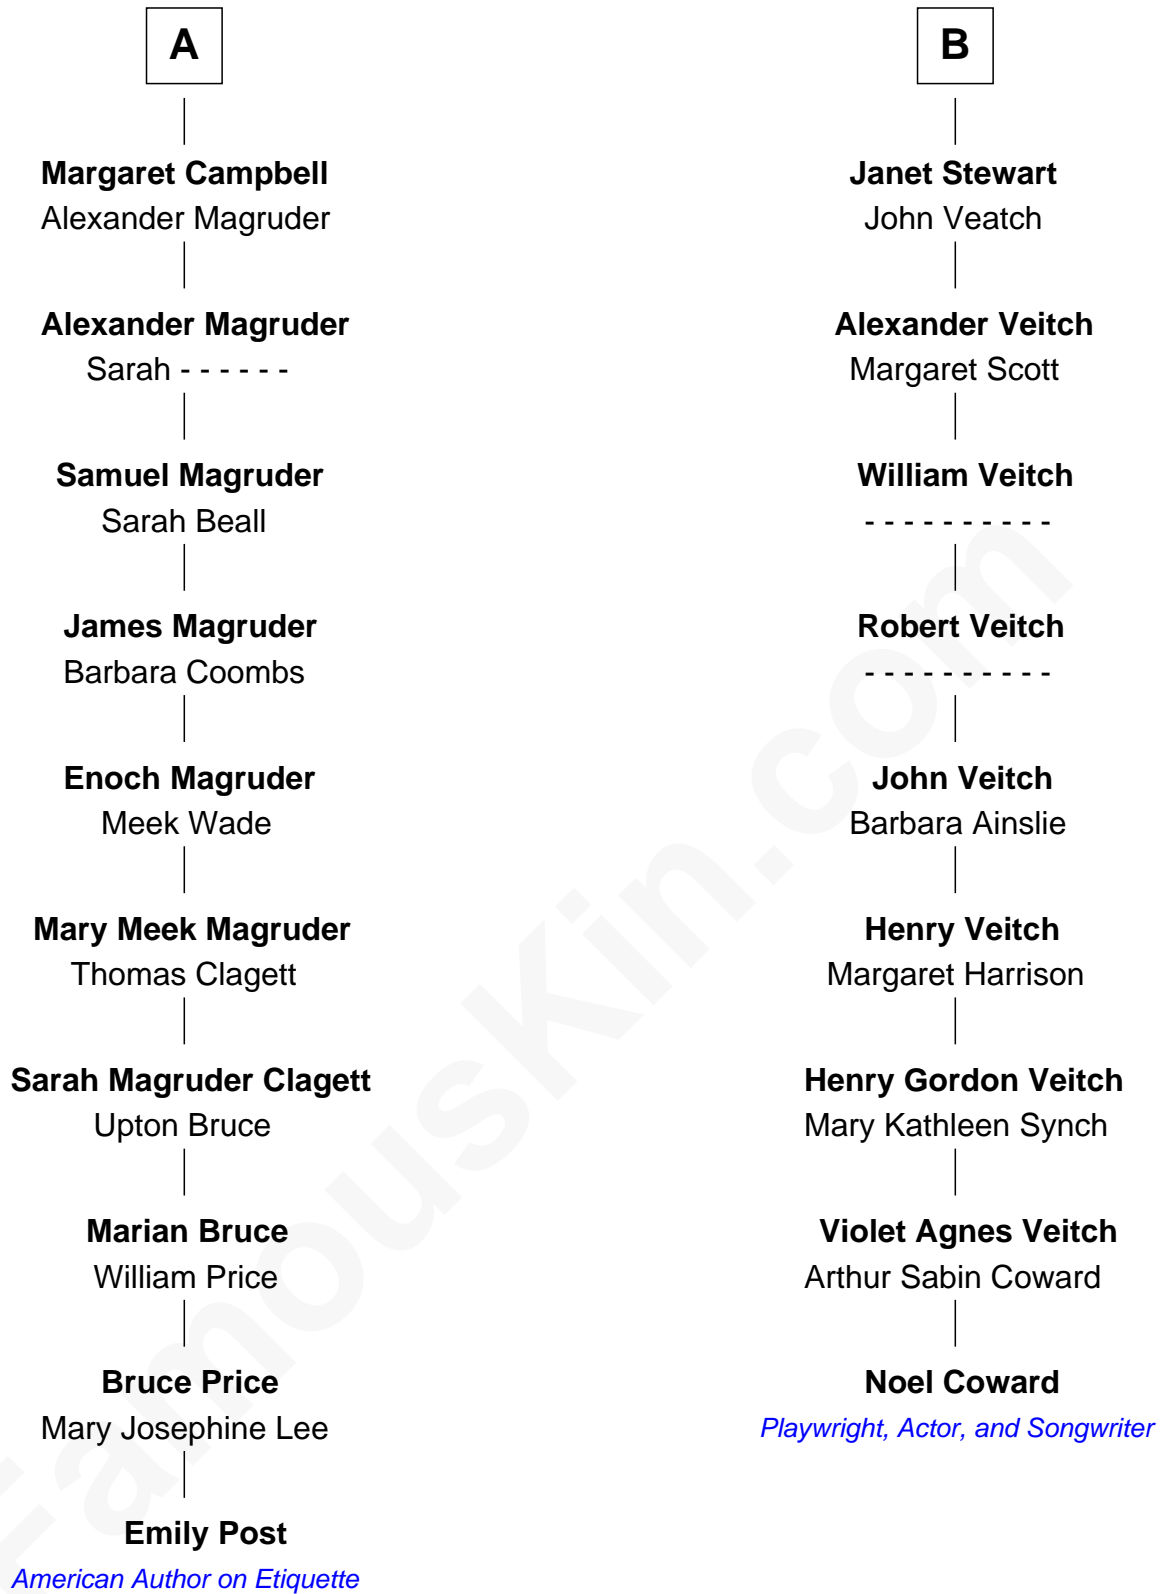 A
Margaret Campbell
Alexander Magruder
Alexander Magruder
Sarah - - - - - -
Samuel Magruder
Sarah Beall
James Magruder
Barbara Coombs
Enoch Magruder
Meek Wade
Mary Meek Magruder
Thomas Clagett
Sarah Magruder Clagett
Upton Bruce
Marian Bruce
William Price
Bruce Price
Mary Josephine Lee
Emily Post
American Author on Etiquette
B
Janet Stewart
John Veatch
Alexander Veitch
Margaret Scott
William Veitch
- - - - - - - - - -
Robert Veitch
- - - - - - - - - -
John Veitch
Barbara Ainslie
Henry Veitch
Margaret Harrison
Henry Gordon Veitch
Mary Kathleen Synch
Violet Agnes Veitch
Arthur Sabin Coward
Noel Coward
Playwright, Actor, and Songwriter
FamousKin.com